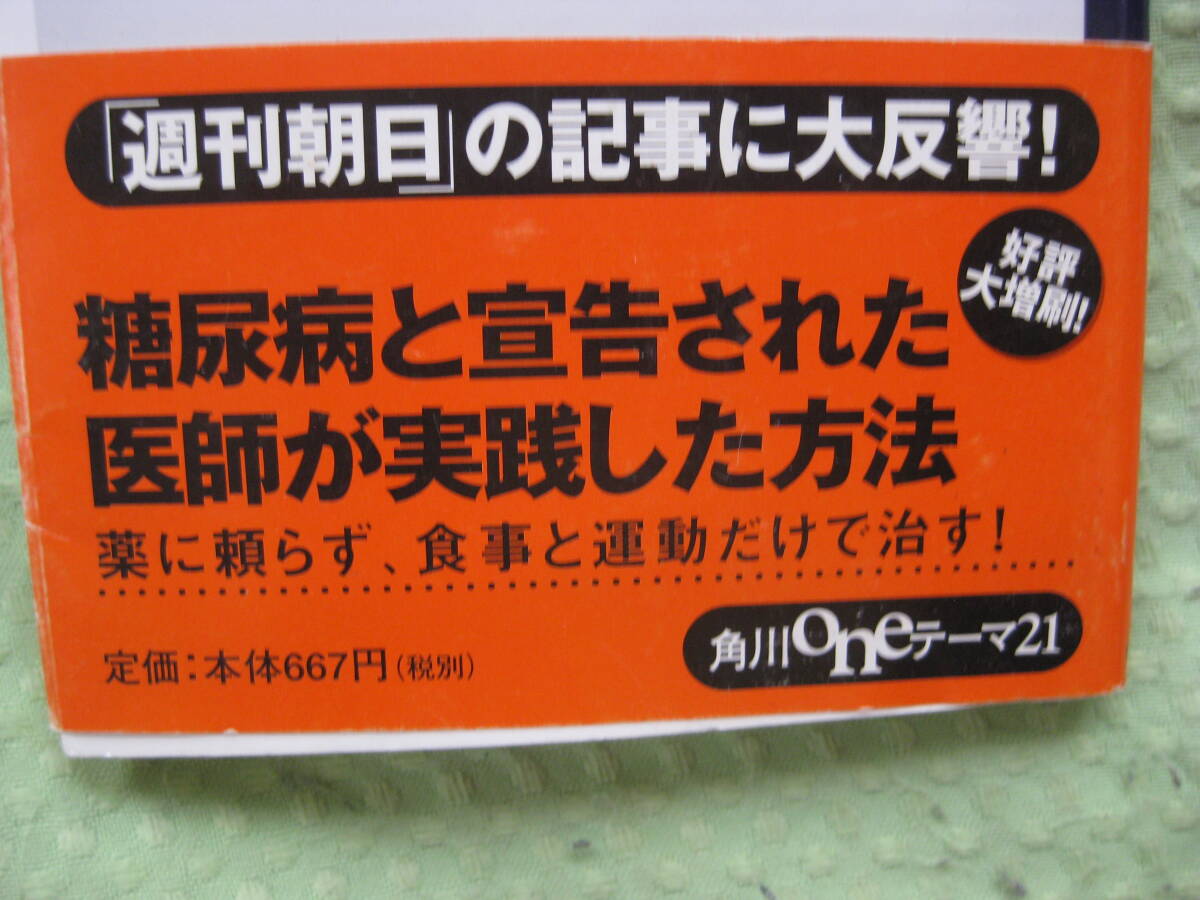 「週刊朝日」の記事に大反響!
好評
大増刷!
糖尿病と宣告された
医師が実践した方法
薬に頼らず、食事と運動だけで治す!
定価:本体667円(税別)
角川oneテーマ21